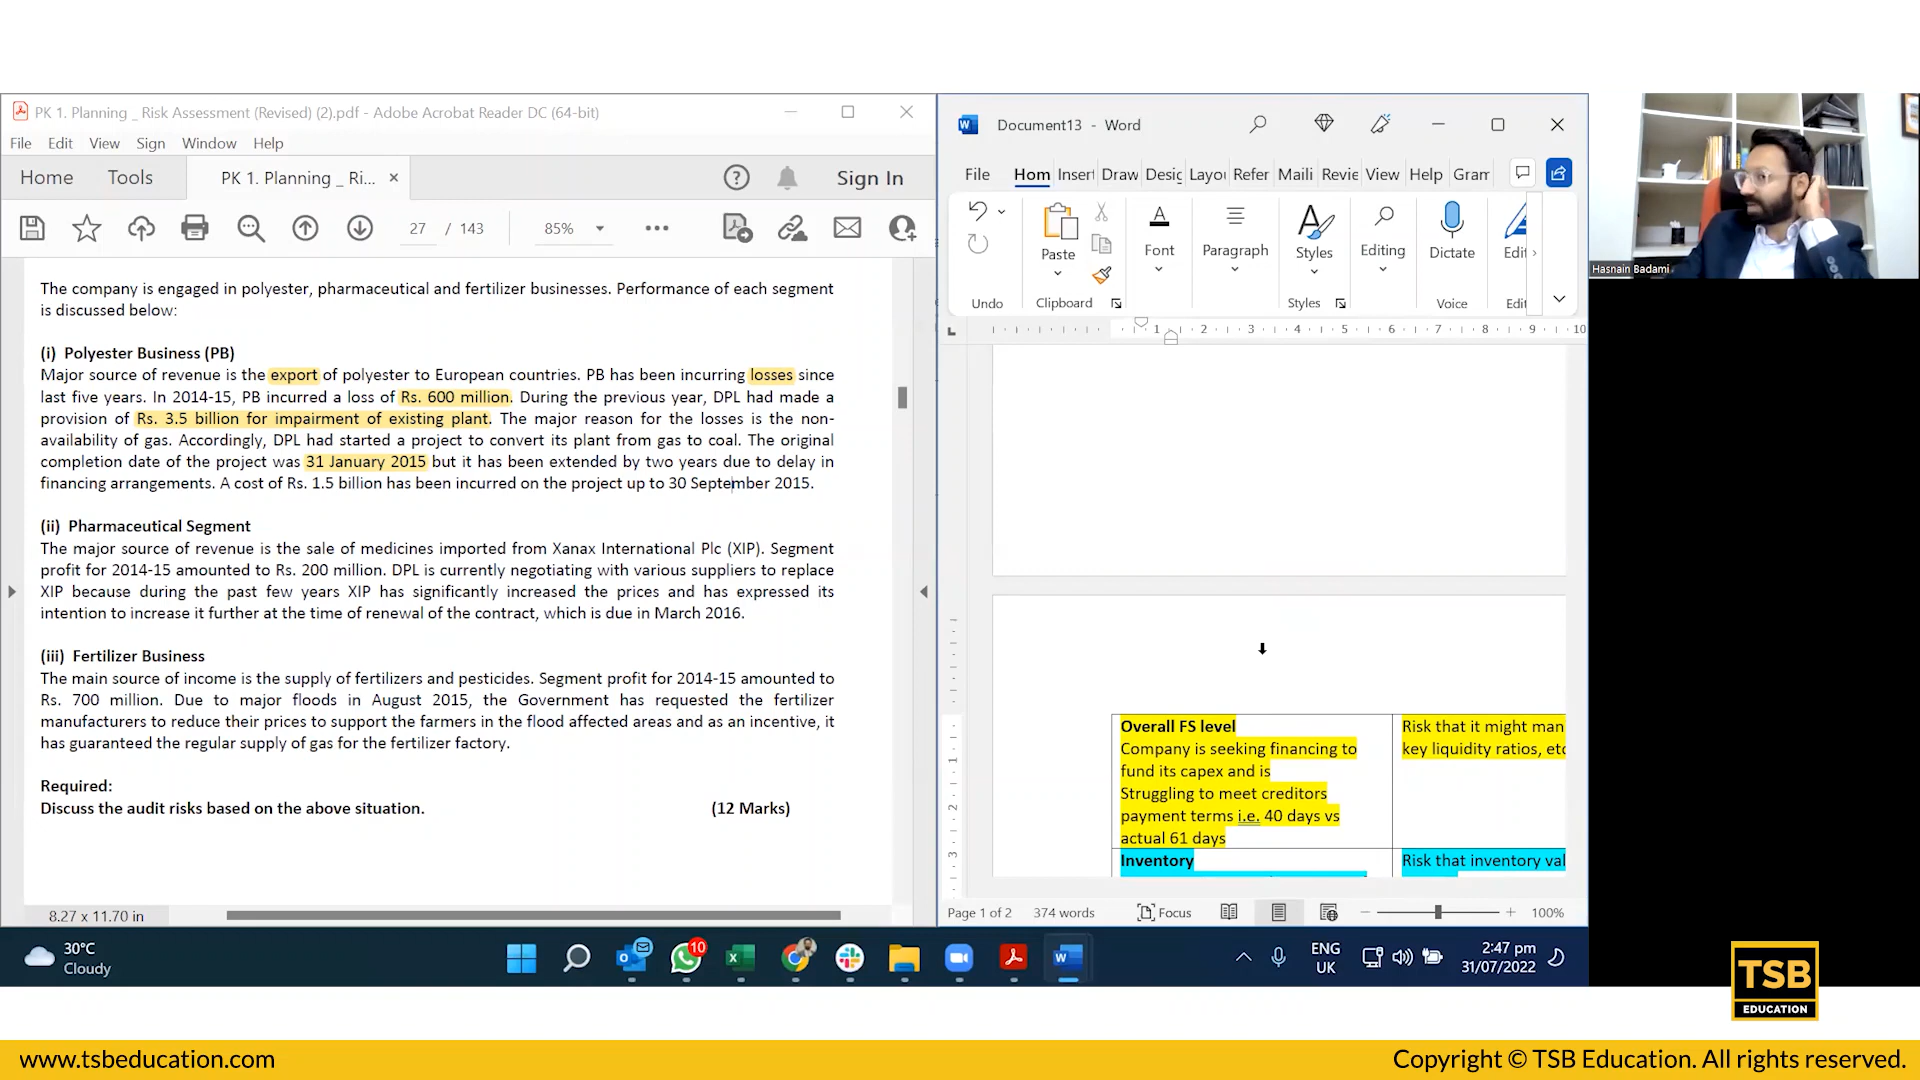 PK 1. Planning _ Risk Assessment (Revised) (2).pdf - Adobe Acrobat Reader DC (64-bit)
File Edit View Sign Window Help
Home Tools PK 1. Planning _ Ri... × Sign In
27 / 143 85%
The company is engaged in polyester, pharmaceutical and fertilizer businesses. Performance of each segment
is discussed below:
(i) Polyester Business (PB)
Major source of revenue is the export of polyester to European countries. PB has been incurring losses since
last five years. In 2014-15, PB incurred a loss of Rs. 600 million. During the previous year, DPL had made a
provision of Rs. 3.5 billion for impairment of existing plant. The major reason for the losses is the non-
availability of gas. Accordingly, DPL had started a project to convert its plant from gas to coal. The original
completion date of the project was 31 January 2015 but it has been extended by two years due to delay in
financing arrangements. A cost of Rs. 1.5 billion has been incurred on the project up to 30 September 2015.
(ii) Pharmaceutical Segment
The major source of revenue is the sale of medicines imported from Xanax International Plc (XIP). Segment
profit for 2014-15 amounted to Rs. 200 million. DPL is currently negotiating with various suppliers to replace
XIP because during the past few years XIP has significantly increased the prices and has expressed its
intention to increase it further at the time of renewal of the contract, which is due in March 2016.
(iii) Fertilizer Business
The main source of income is the supply of fertilizers and pesticides. Segment profit for 2014-15 amounted to
Rs. 700 million. Due to major floods in August 2015, the Government has requested the fertilizer
manufacturers to reduce their prices to support the farmers in the flood affected areas and as an incentive, it
has guaranteed the regular supply of gas for the fertilizer factory.
Required:
Discuss the audit risks based on the above situation. (12 Marks)
8.27 x 11.70 in
Document13 - Word
File Hom Inser Draw Desig Layou Refer Maili Revie View Help Gram
Paste Font Paragraph Styles Editing Dictate Edit
Undo Clipboard Styles Voice Edit
1 2 3 4 5 6 7 8 9 10
Overall FS level
Company is seeking financing to
fund its capex and is
Struggling to meet creditors
payment terms i.e. 40 days vs
actual 61 days
Risk that it might man
key liquidity ratios, etc
Inventory
Risk that inventory val
1
2
3
Page 1 of 2 374 words Focus 100%
Hasnain Badami
30°C
Cloudy
10
ENG
UK
2:47 pm
31/07/2022
TSB
EDUCATION
www.tsbeducation.com
Copyright © TSB Education. All rights reserved.